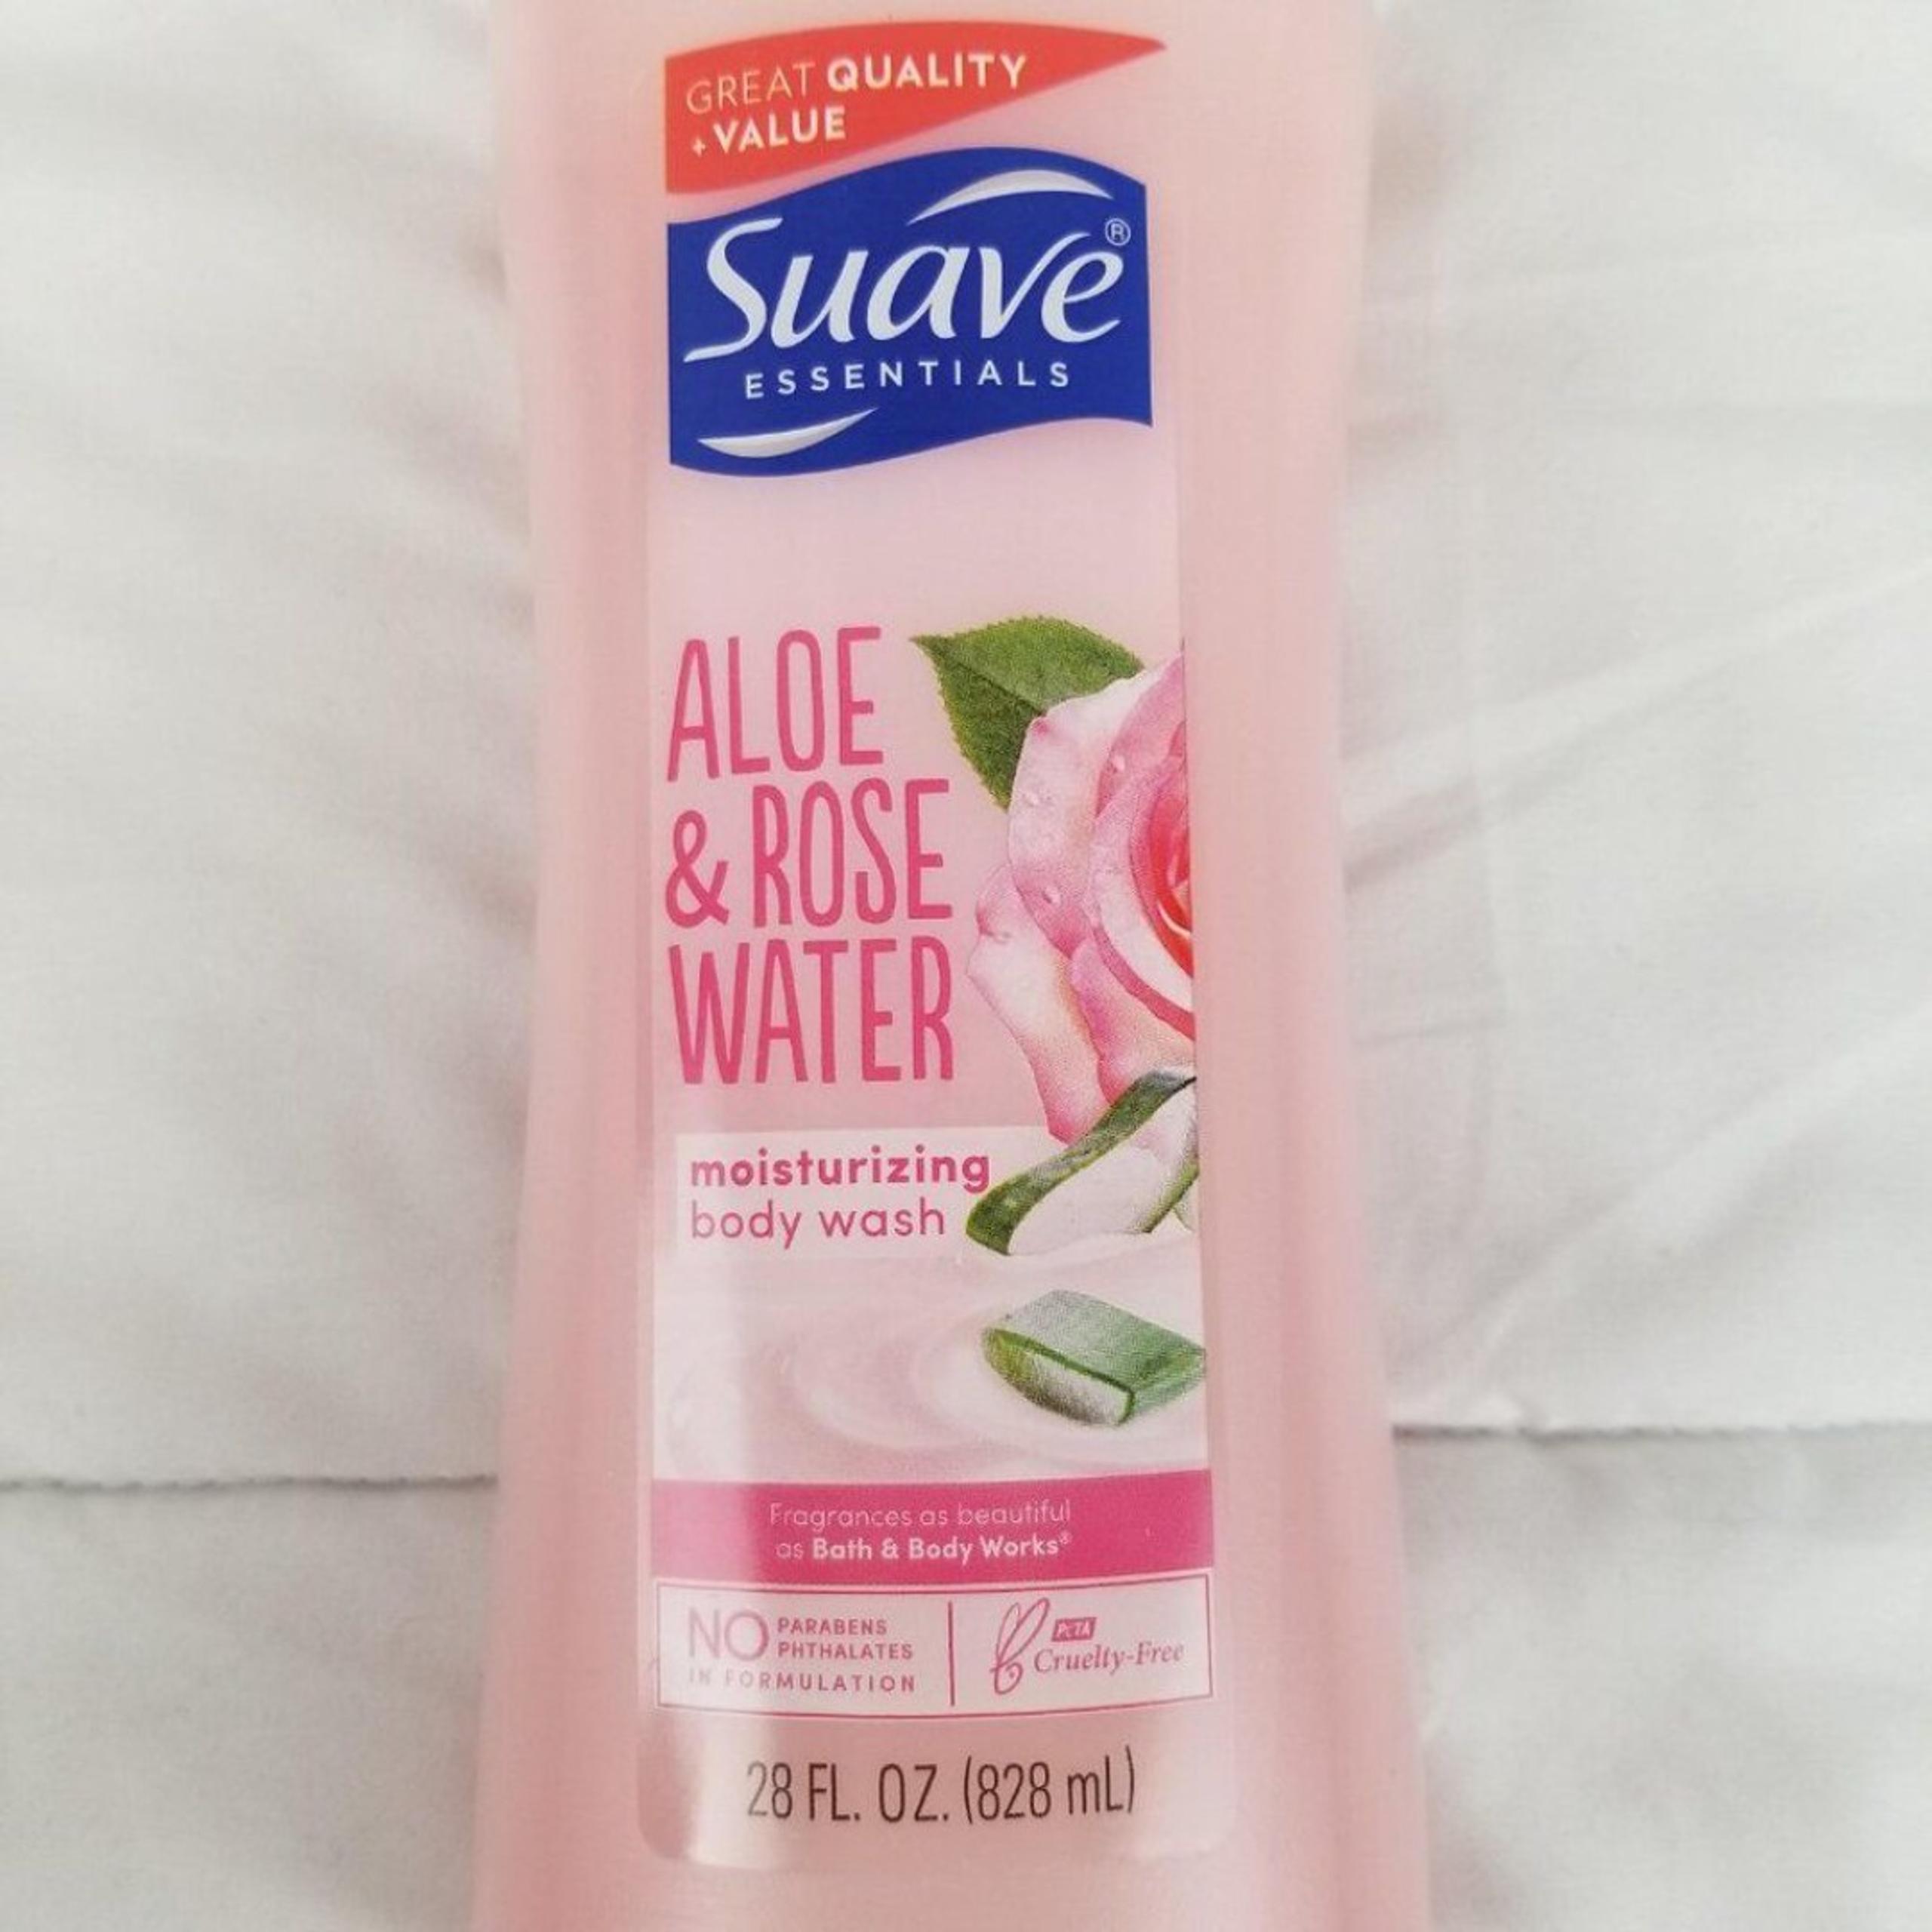 GREAT QUALITY
+ VALUE
Suave®
ESSENTIALS
ALOE
& ROSE
WATER
moisturizing
body wash
Fragrances as beautiful
as Bath & Body Works®
NO PARABENS
PHTHALATES
IN FORMULATION
PETA
Cruelty-Free
28 FL. OZ. (828 mL)